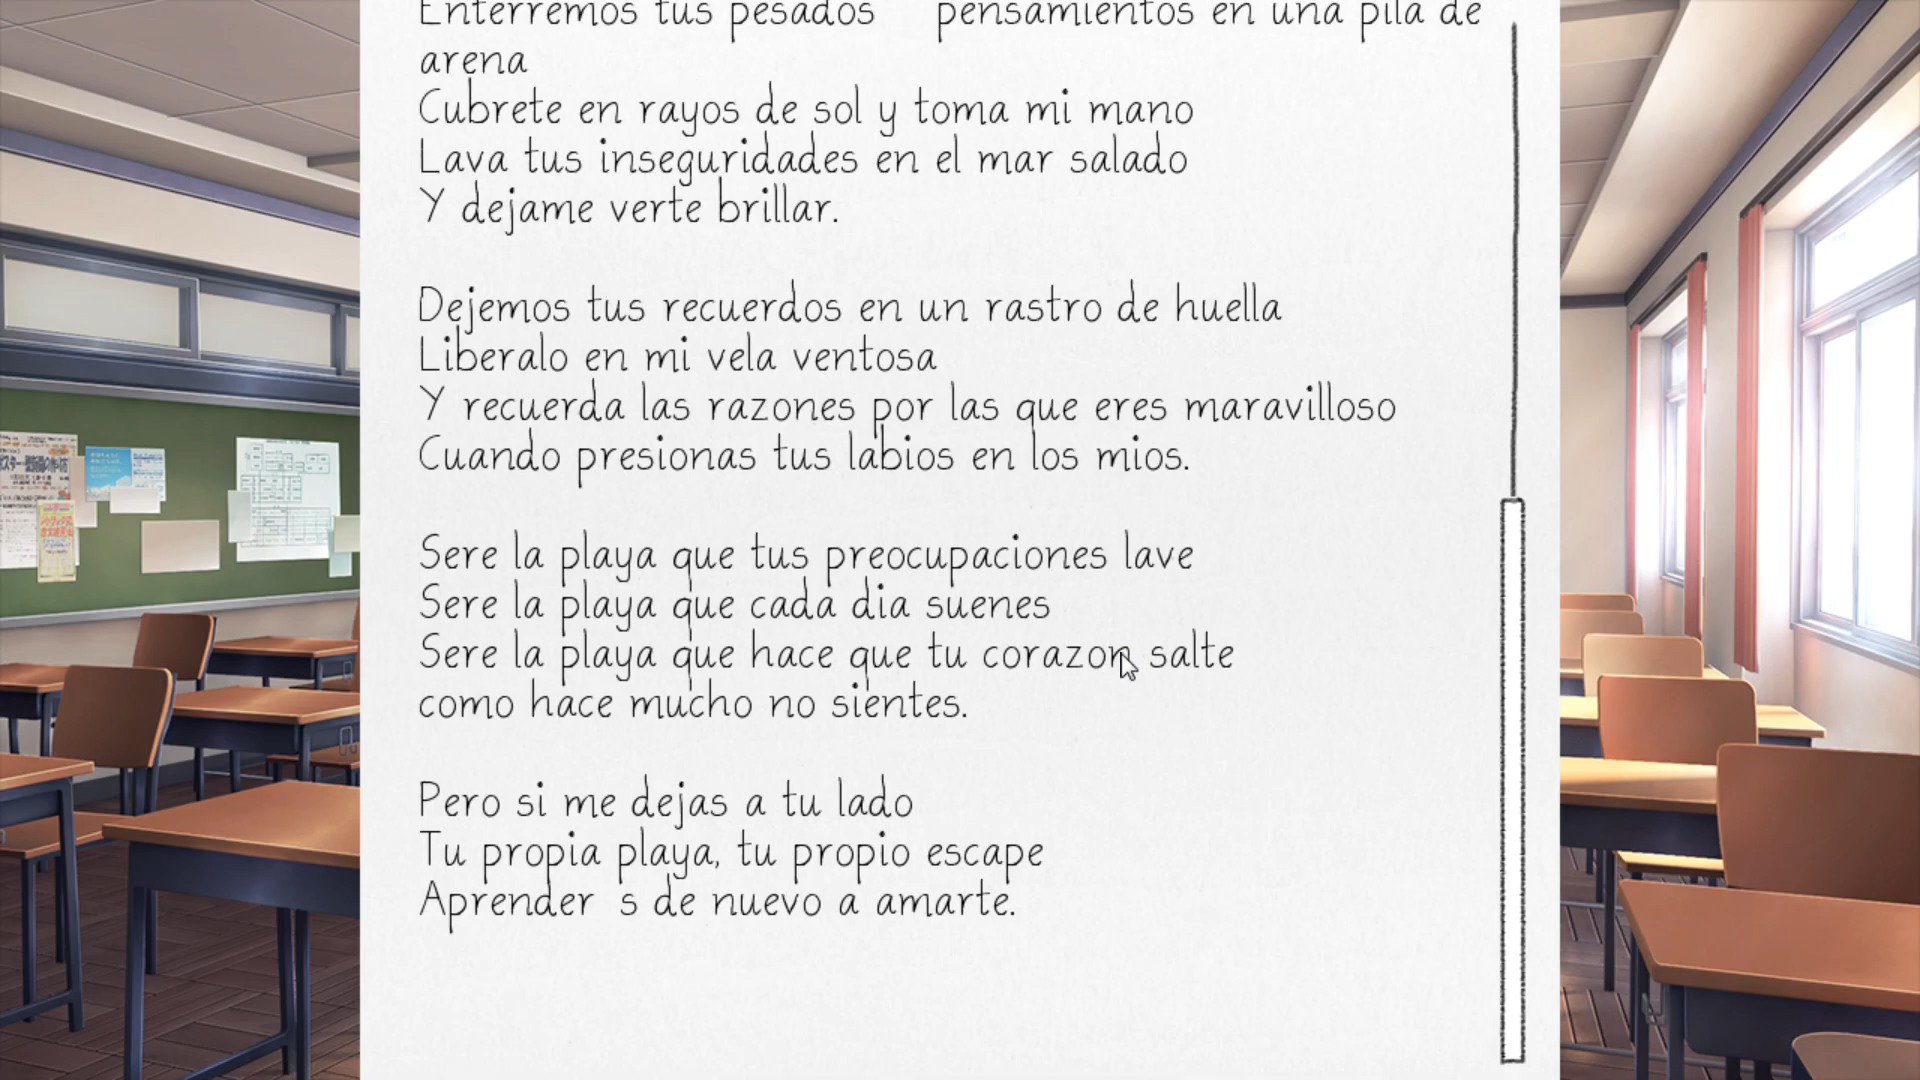 Enterremos tus pesados pensamientos en una pila de
arena
Cubrete en rayos de sol y toma mi mano
Lava tus inseguridades en el mar salado
Y dejame verte brillar.
Dejemos tus recuerdos en un rastro de huella
Liberalo en mi vela ventosa
Y recuerda las razones por las que eres maravilloso
Cuando presionas tus labios en los mios.
Sere la playa que tus preocupaciones lave
Sere la playa que cada dia suenes
Sere la playa que hace que tu corazon salte
como hace mucho no sientes.
Pero si me dejas a tu lado
Tu propia playa, tu propio escape
Aprender s de nuevo a amarte.